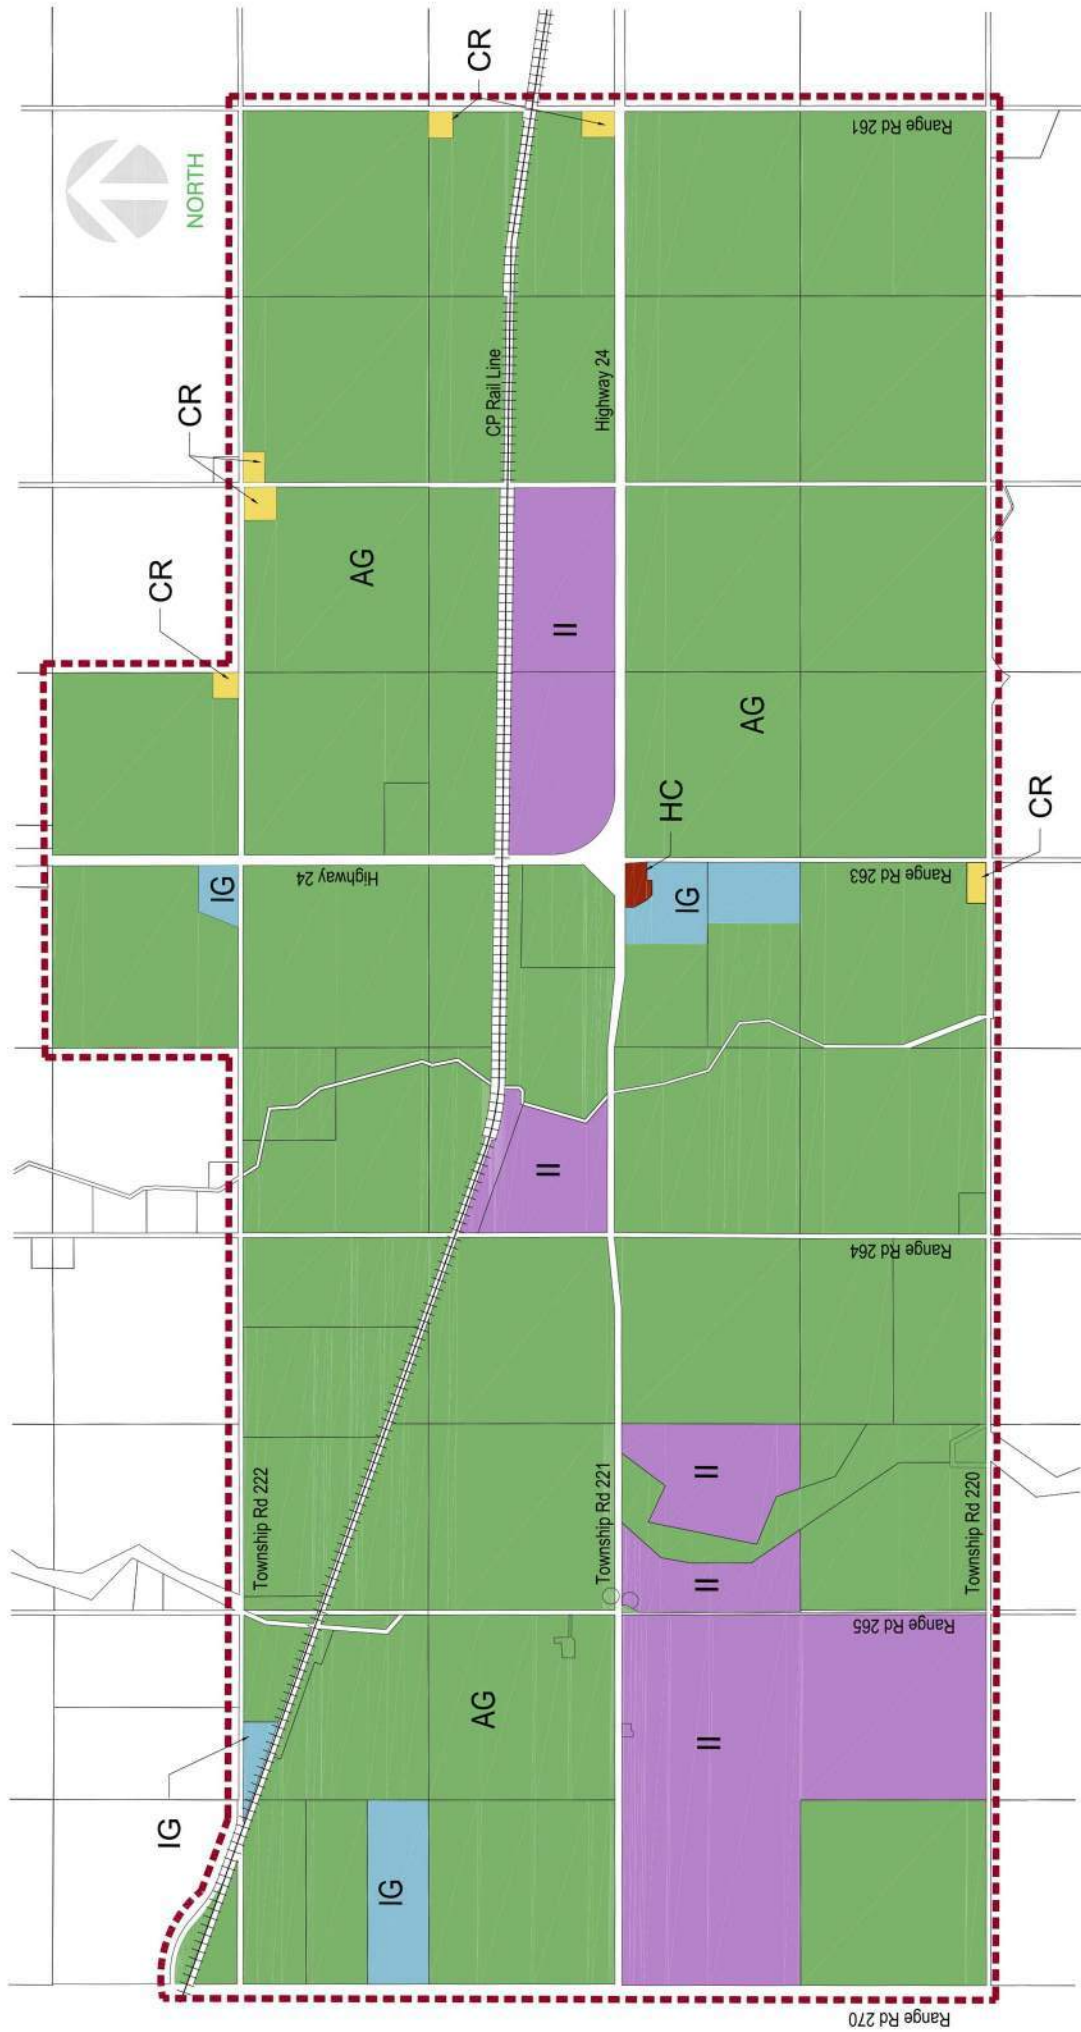 CR
NORTH
Range Rd 261
CR
CP Rail Line
Highway 24
CR
AG
II
AG
HC
CR
IG
Highway 24
IG
Range Rd 263
II
Range Rd 264
Township Rd 222
Township Rd 221
II
Township Rd 220
II
Range Rd 265
AG
II
IG
IG
Range Rd 270